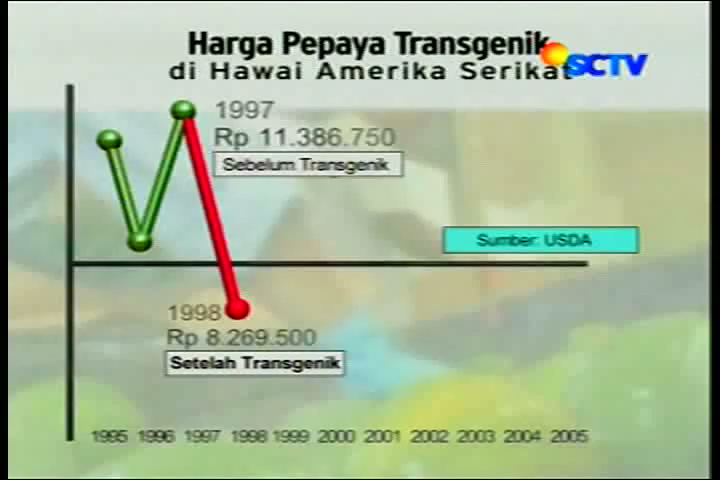 Harga Pepaya Transgenik
di Hawai Amerika Serikat
SCTV
1997
Rp 11.386.750
Sebelum Transgenik
Sumber: USDA
1998
Rp 8.269.500
Setelah Transgenik
1995 1996 1997 1998 1999 2000 2001 2002 2003 2004 2005